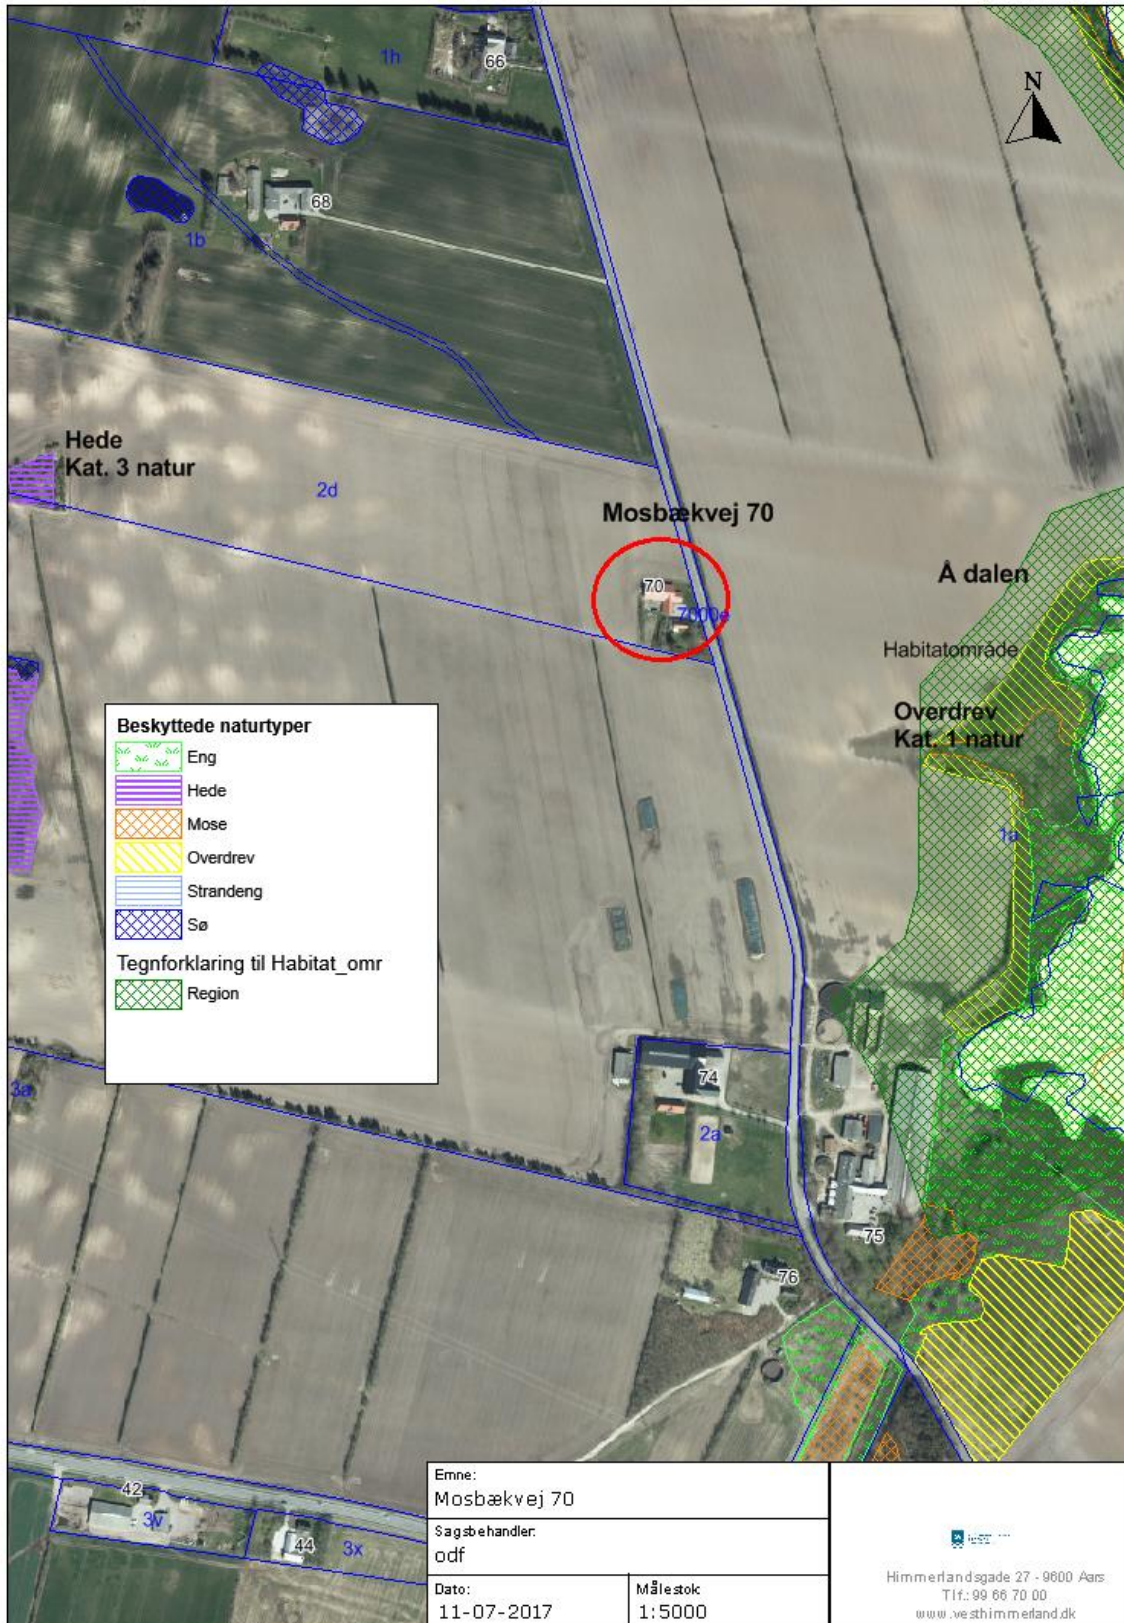 1h
66
N
68
1b
Hede
Kat. 3 natur
2d
Mosbækvej 70
70
7000e
Å dalen
Habitatområde
Overdrev
Kat. 1 natur
1a
Beskyttede naturtyper
Eng
Hede
Mose
Overdrev
Strandeng
Sø
Tegnforklaring til Habitat_omr
Region
3a
74
2a
75
76
42
3v
44
3x
Emne:
Mosbækvej 70
Sagsbehandler:
odf
Dato:
11-07-2017
Målestok:
1:5000
Himmerlandsgade 27 - 9600 Aars
Tlf.: 99 66 70 00
www.vesthimmerland.dk